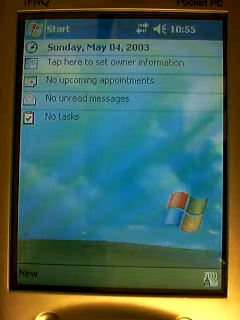 iPAQ Pocket PC
Start 10:55
Sunday, May 04, 2003
Tap here to set owner information
No upcoming appointments
No unread messages
No tasks
New